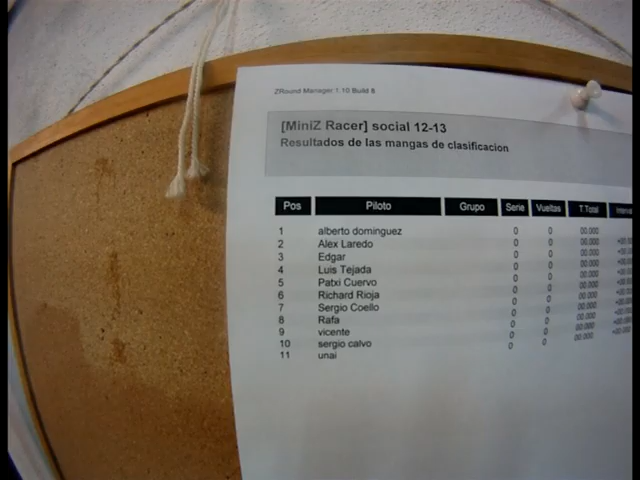 ZRound Manager 1.10 Build 8
[MiniZ Racer] social 12-13
Resultados de las mangas de clasificacion
Pos Piloto Grupo Serie Vueltas T.Total
1 alberto dominguez 0 0 00.000
2 Alex Laredo 0 0 00.000
3 Edgar 0 0 00.000
4 Luis Tejada 0 0 00.000
5 Patxi Cuervo 0 0 00.000
6 Richard Rioja 0 0 00.000
7 Sergio Coello 0 0 00.000
8 Rafa 0 0 00.000
9 vicente 0 0 00.000
10 sergio calvo 0 0 00.000
11 unai